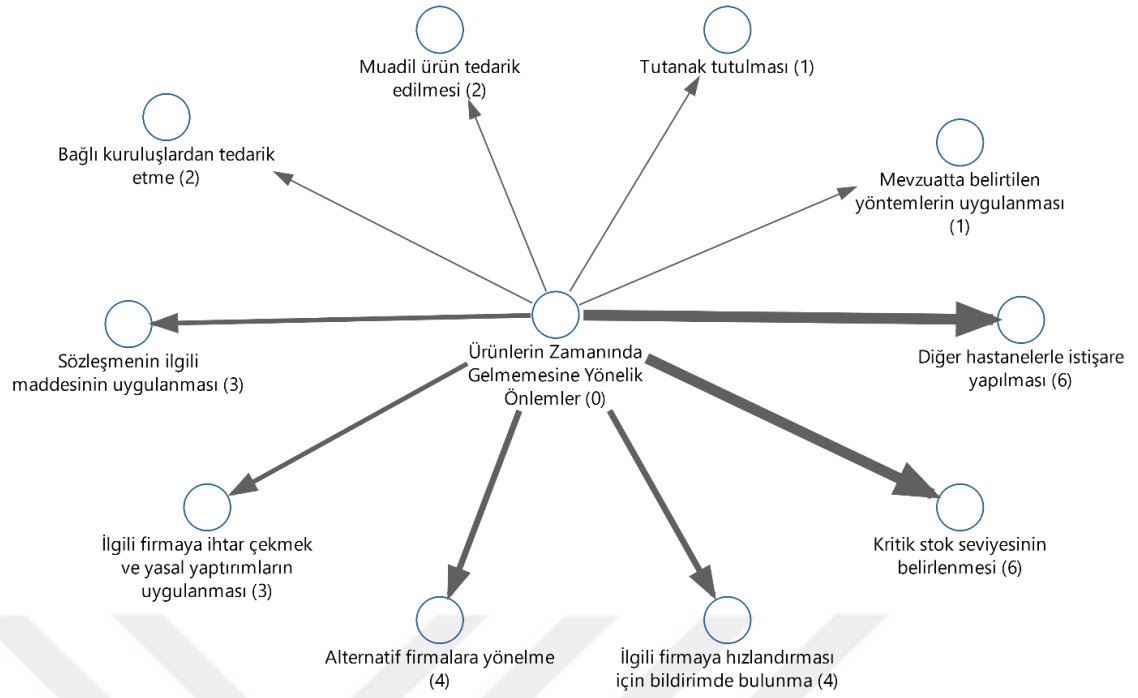 Muadil ürün tedarik
edilmesi (2)
Tutanak tutulması (1)
Bağlı kuruluşlardan tedarik
etme (2)
Mevzuatta belirtilen
yöntemlerin uygulanması
(1)
Sözleşmenin ilgili
maddesinin uygulanması (3)
Ürünlerin Zamanında
Gelmemesine Yönelik
Önlemler (0)
Diğer hastanelerle istişare
yapılması (6)
İlgili firmaya ihtar çekmek
ve yasal yaptırımların
uygulanması (3)
Kritik stok seviyesinin
belirlenmesi (6)
Alternatif firmalara yönelme
(4)
İlgili firmaya hızlandırması
için bildirimde bulunma (4)